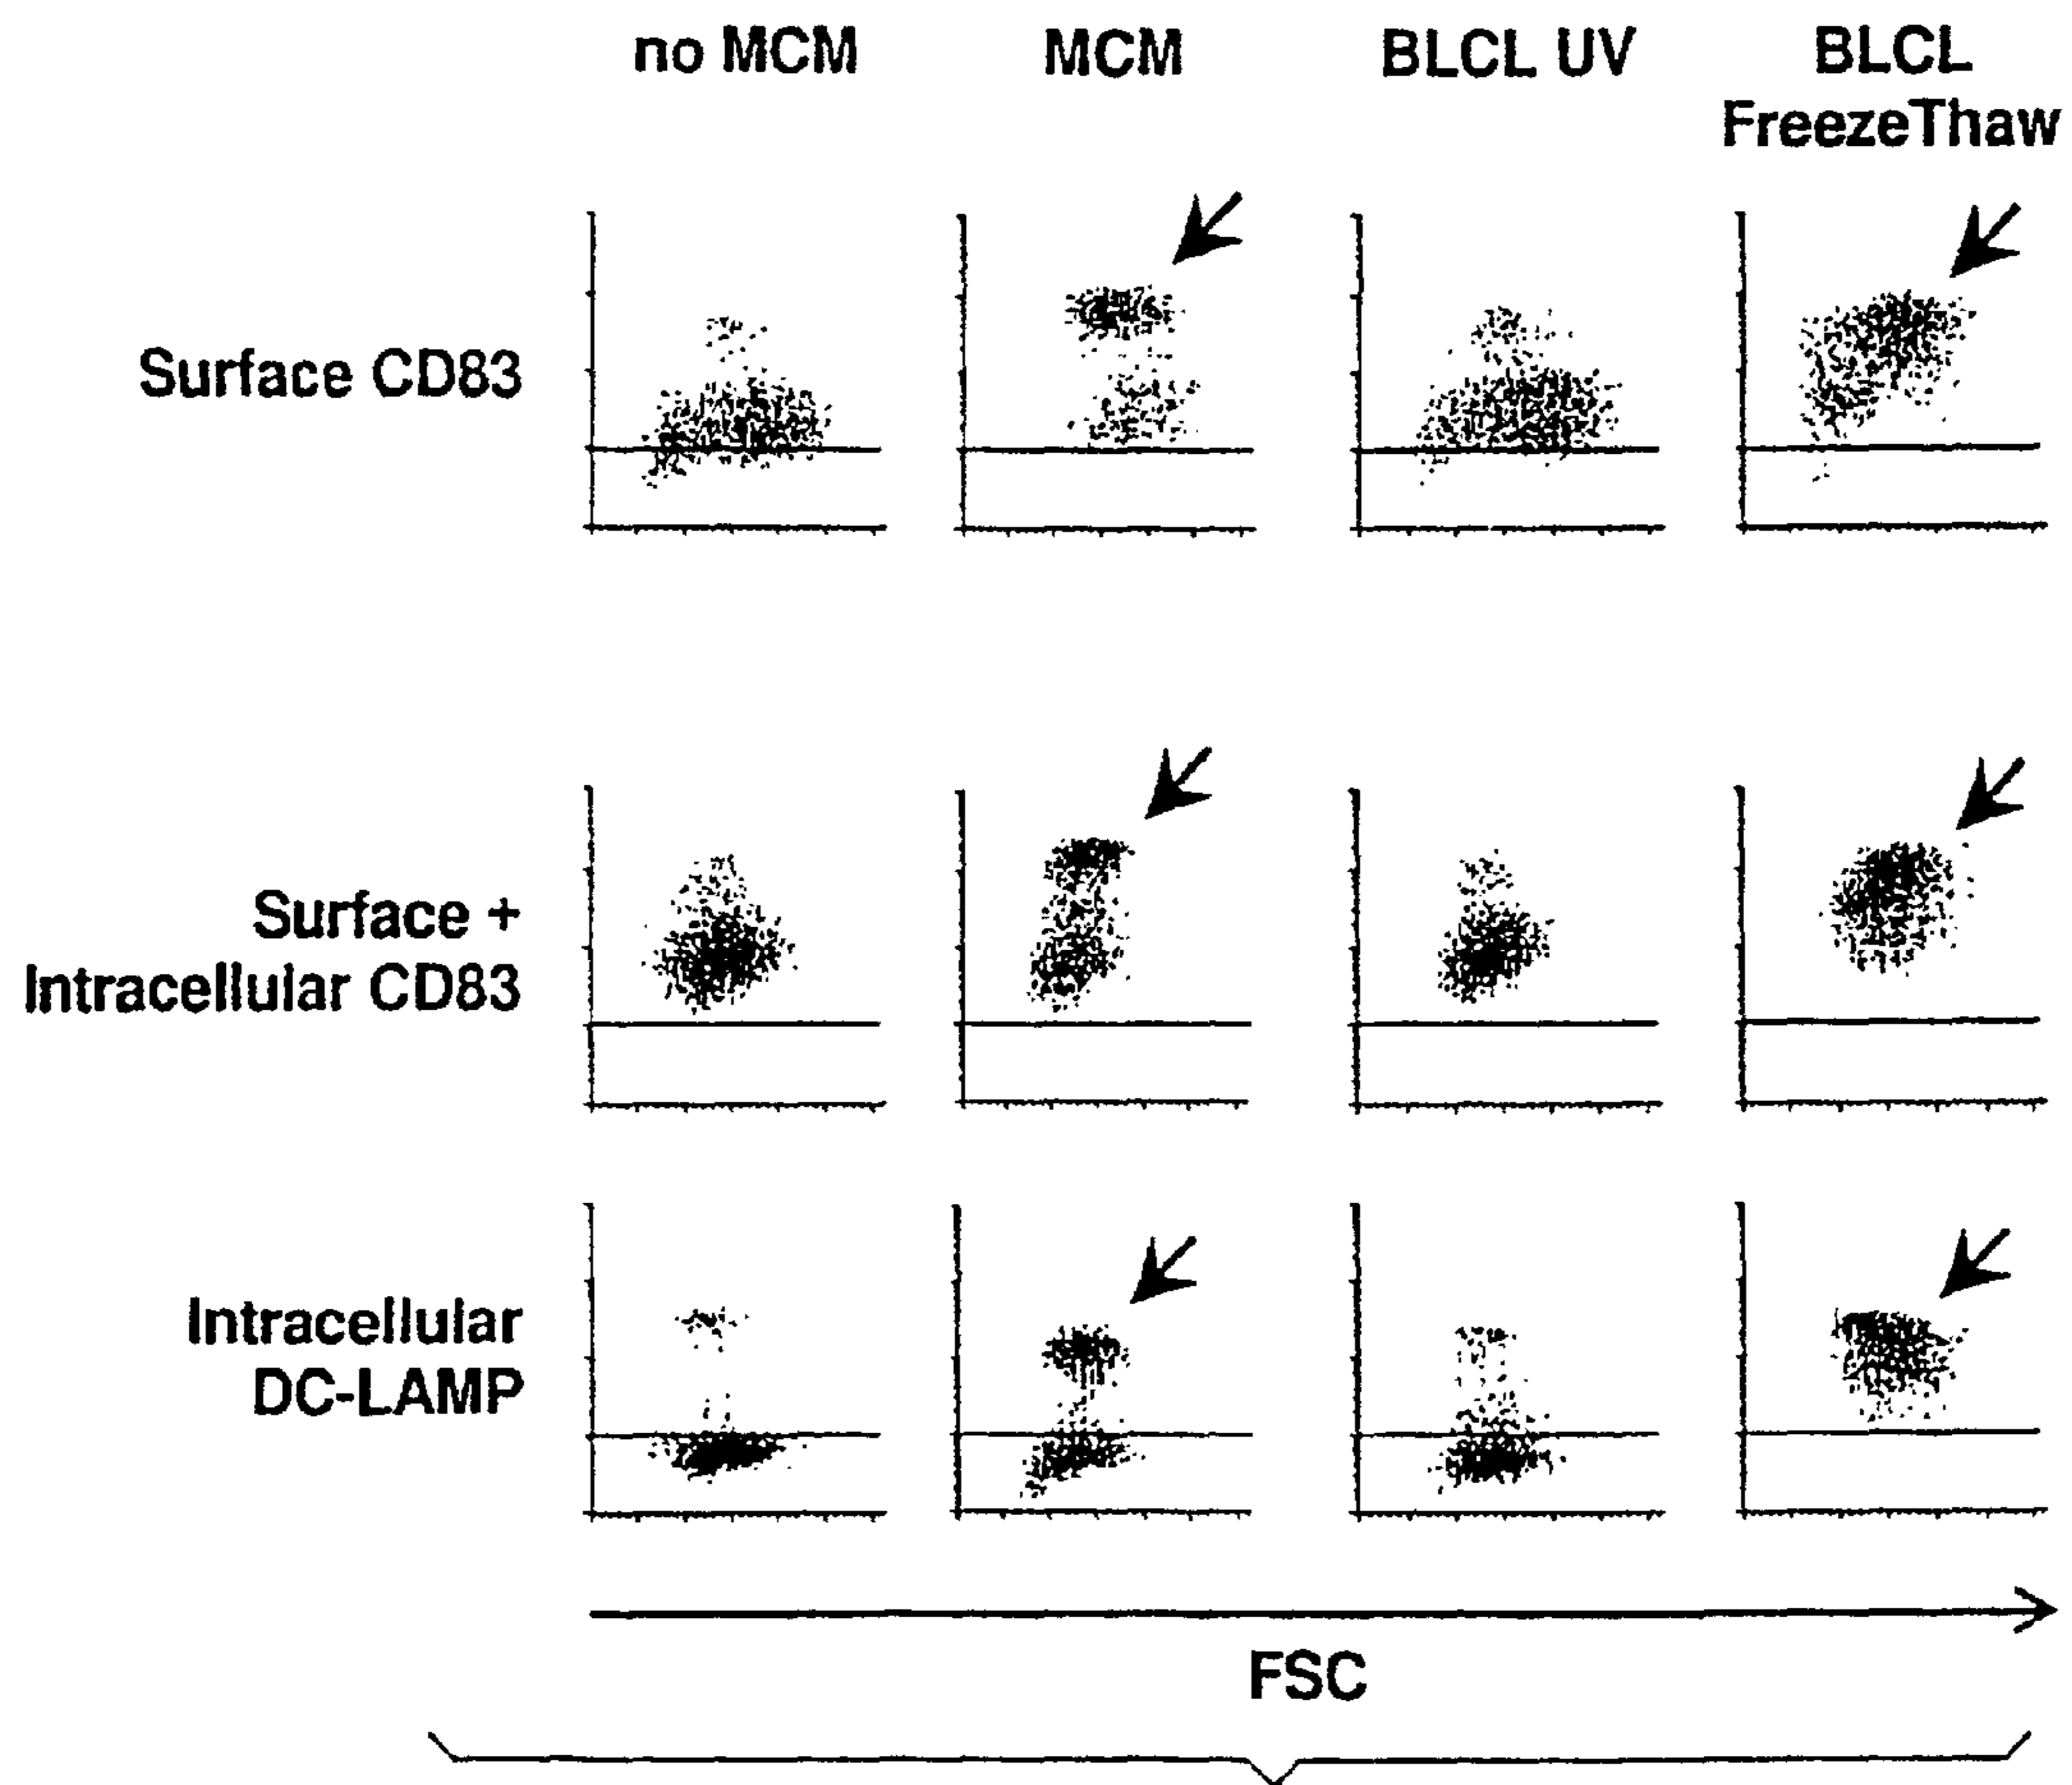 no MCM
MCM
BLCL UV
BLCL
FreezeThaw
Surface CD83
Surface +
Intracellular CD83
Intracellular
DC-LAMP
FSC